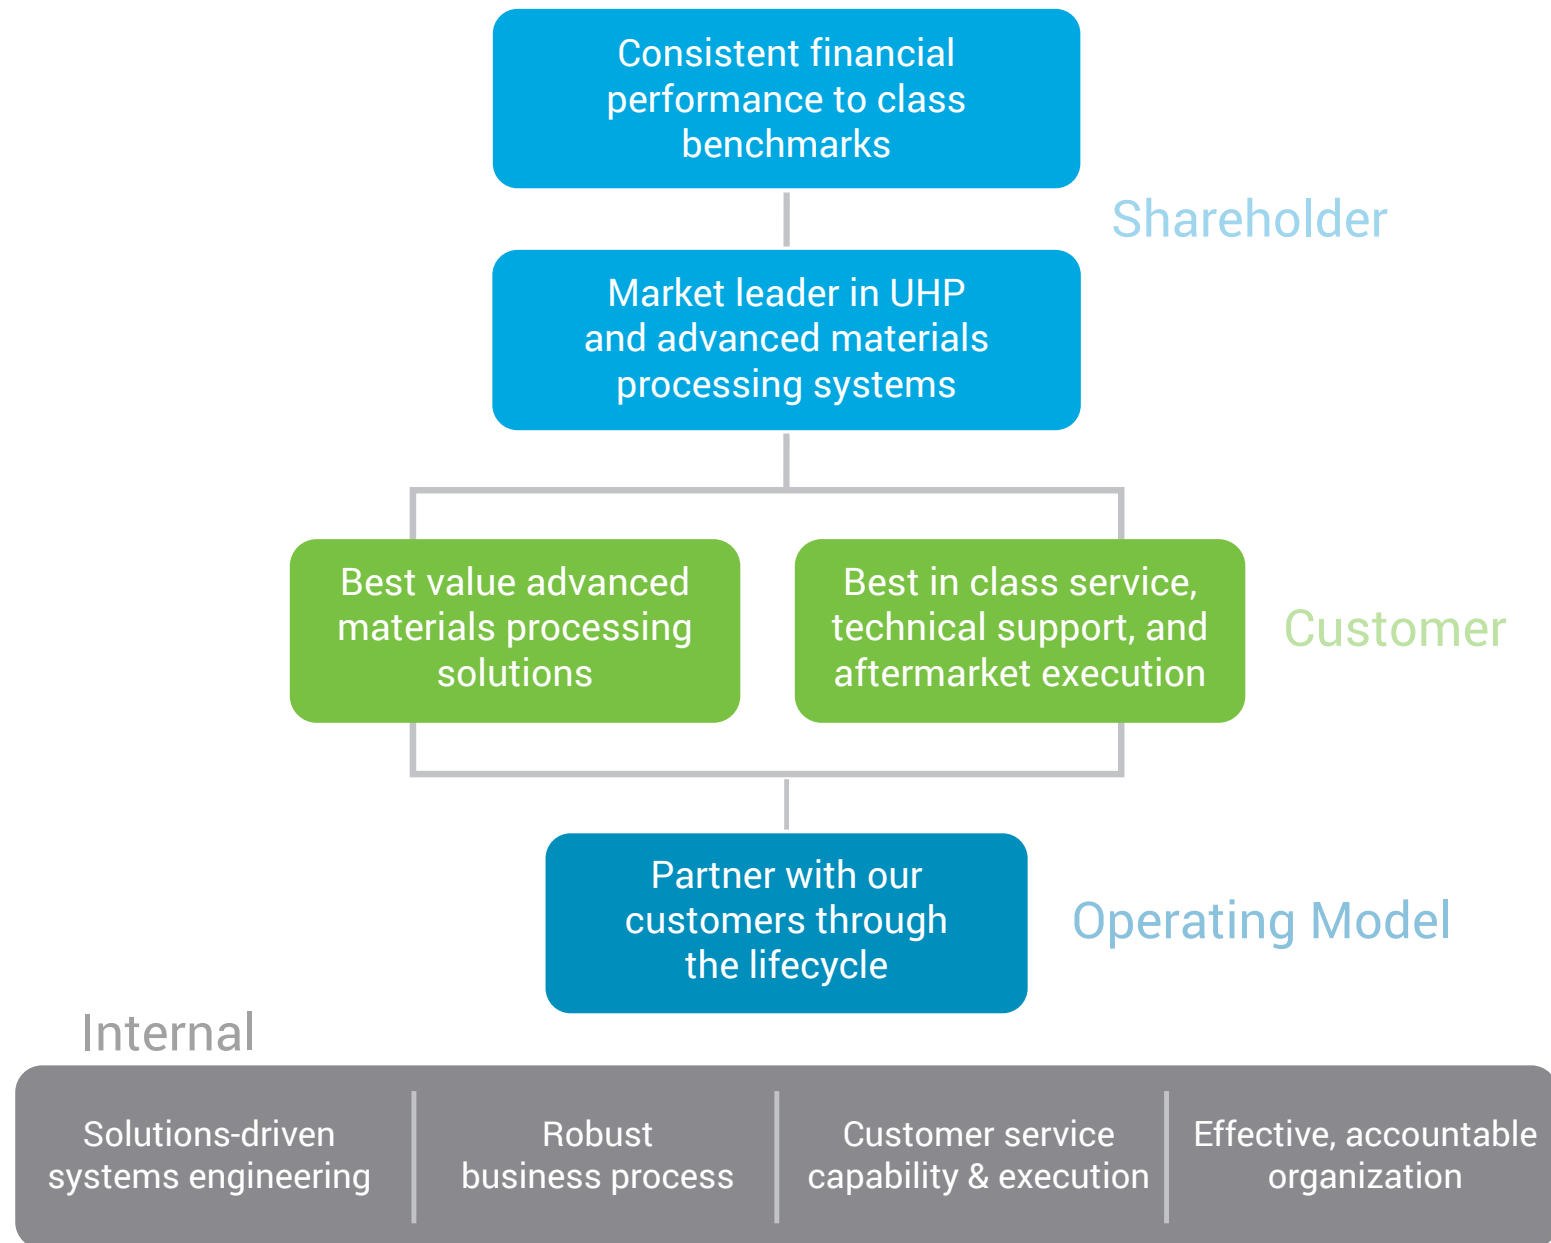 Consistent financial
performance to class
benchmarks
Shareholder
Market leader in UHP
and advanced materials
processing systems
Best value advanced
materials processing
solutions
Best in class service,
technical support, and
aftermarket execution
Customer
Partner with our
customers through
the lifecycle
Operating Model
Internal
Solutions-driven
systems engineering
Robust
business process
Customer service
capability & execution
Effective, accountable
organization